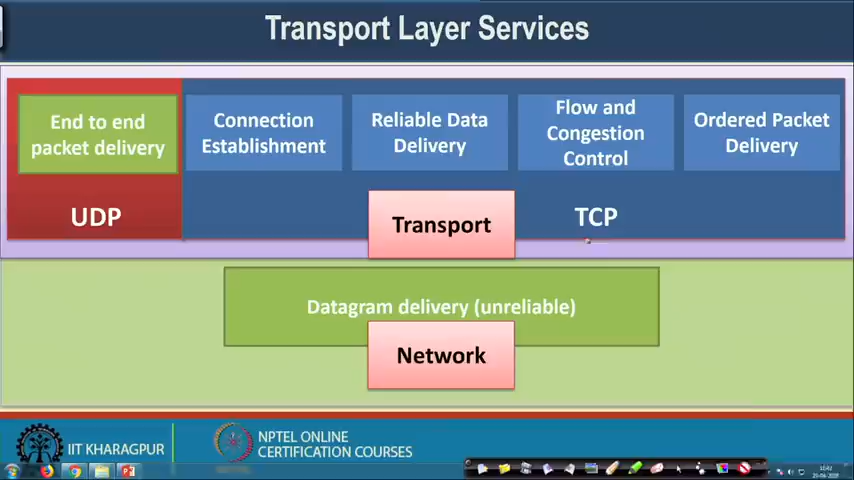 Transport Layer Services
End to end
packet delivery
Connection
Establishment
Reliable Data
Delivery
Flow and
Congestion
Control
Ordered Packet
Delivery
UDP
TCP
Transport
Datagram delivery (unreliable)
Network
IIT KHARAGPUR
NPTEL ONLINE
CERTIFICATION COURSES